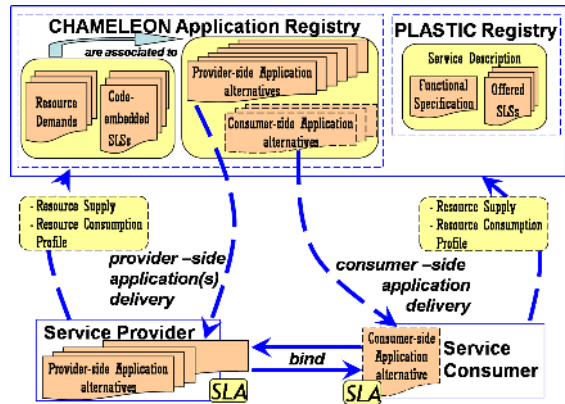 CHAMELEON Application Registry
are associated to
Resource
Demands
Code-
embedded
SLSs
Provider-side Application
alternatives
Consumer-side Application
alternatives
PLASTIC Registry
Service Description
Functional
Specification
Offered
SLSs
- Resource Supply
- Resource Consumption
Profile
provider –side
application(s)
delivery
consumer –side
application
delivery
- Resource Supply
- Resource Consumption
Profile
Service Provider
Provider-side Application
alternatives
SLA
bind
Consumer-side
Application
alternative
SLA
Service
Consumer